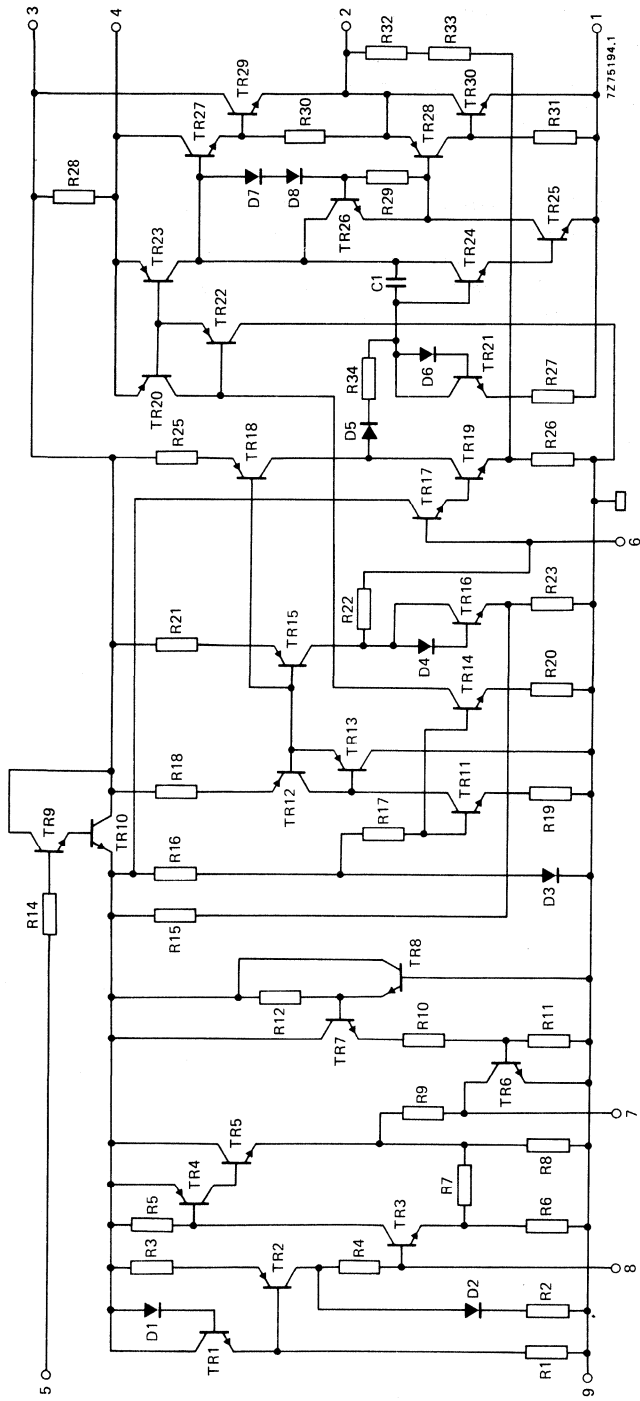 3
4
2
1
R32
R33
7Z75194.1
TR29
TR27
R30
TR30
R28
TR28
R31
D7
D8
R29
TR26
TR23
TR25
C1
TR24
TR22
TR20
R34
D6
TR21
R27
R25
TR18
D5
TR19
R26
TR17
6
R21
TR15
R22
D4
TR16
R23
TR14
R20
R18
TR12
TR13
TR9
TR10
R17
TR11
R19
R14
R16
R15
D3
R12
TR8
TR7
R10
R11
TR6
R9
7
TR5
TR4
R8
R7
R5
TR3
R6
R3
TR2
R4
8
D1
TR1
D2
R2
R1
5
9